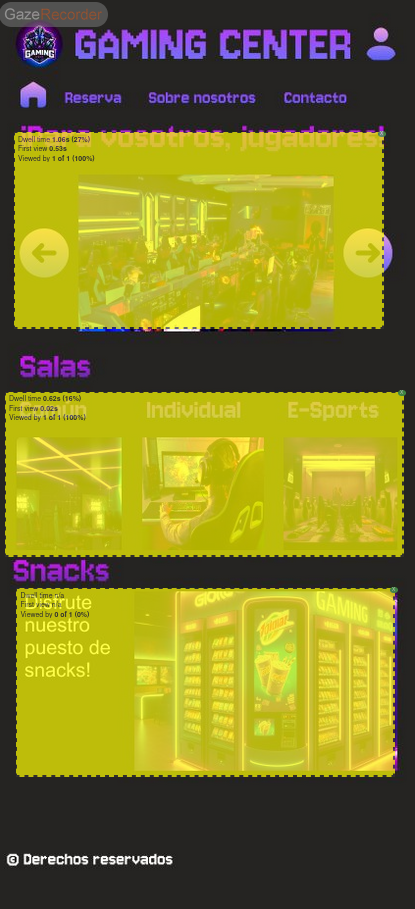 GazeRecorder
GAMING
GAMING CENTER
Reserva Sobre nosotros Contacto
¡Para vosotros, jugadores!
Dwell time 1.06s (27%)
First view 0.53s
Viewed by 1 of 1 (100%)
Salas
Dwell time 0.62s (16%)
First view 0.02s
Viewed by 1 of 1 (100%)
Individual E-Sports
Snacks
Dwell time n/a
First view n/a
Viewed by 0 of 1 (0%)
Disfrute
nuestro
puesto de
snacks!
GAMING
© Derechos reservados